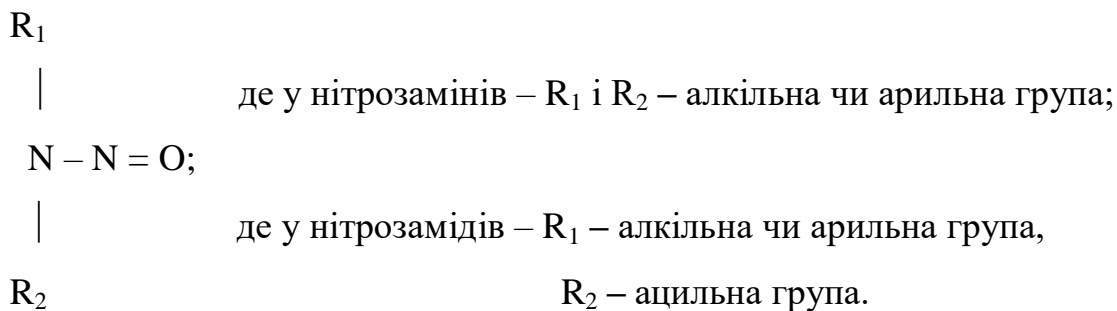 R₁
| де у нітрозамінів – R₁ і R₂ – алкільна чи арильна група;
N – N = O;
| де у нітрозамідів – R₁ – алкільна чи арильна група,
R₂ R₂ – ацильна група.